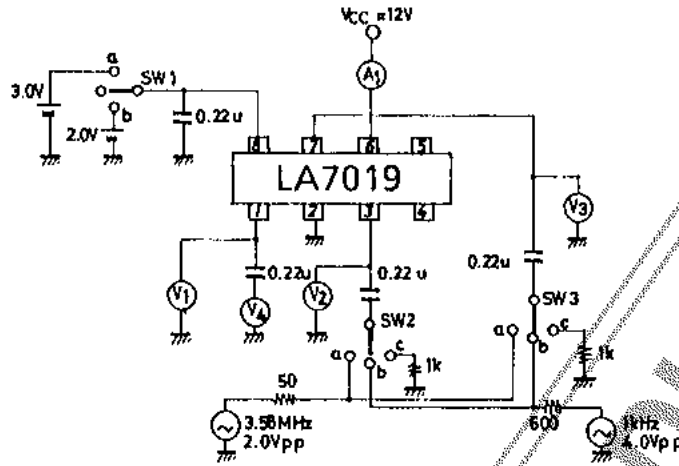 VCC = 12V
A1
a
SW1
3.0V
b
2.0V
0.22u
8 7 6 5
LA7019
1 2 3 4
V3
0.22u
0.22u
0.22u
V1
V4
V2
SW3
SW2
a c
b
1k
a c
b
1k
50
600
3.58MHz
2.0Vpp
1kHz
4.0Vpp